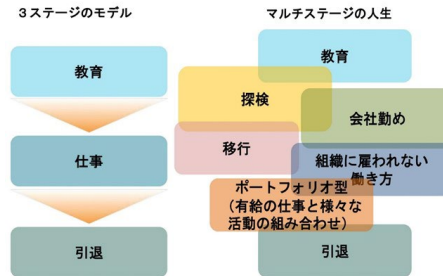 ３ステージのモデル
教育
仕事
引退
マルチステージの人生
教育
探検
会社勤め
移行
組織に雇われない
働き方
ポートフォリオ型
（有給の仕事と様々な
活動の組み合わせ）
引退